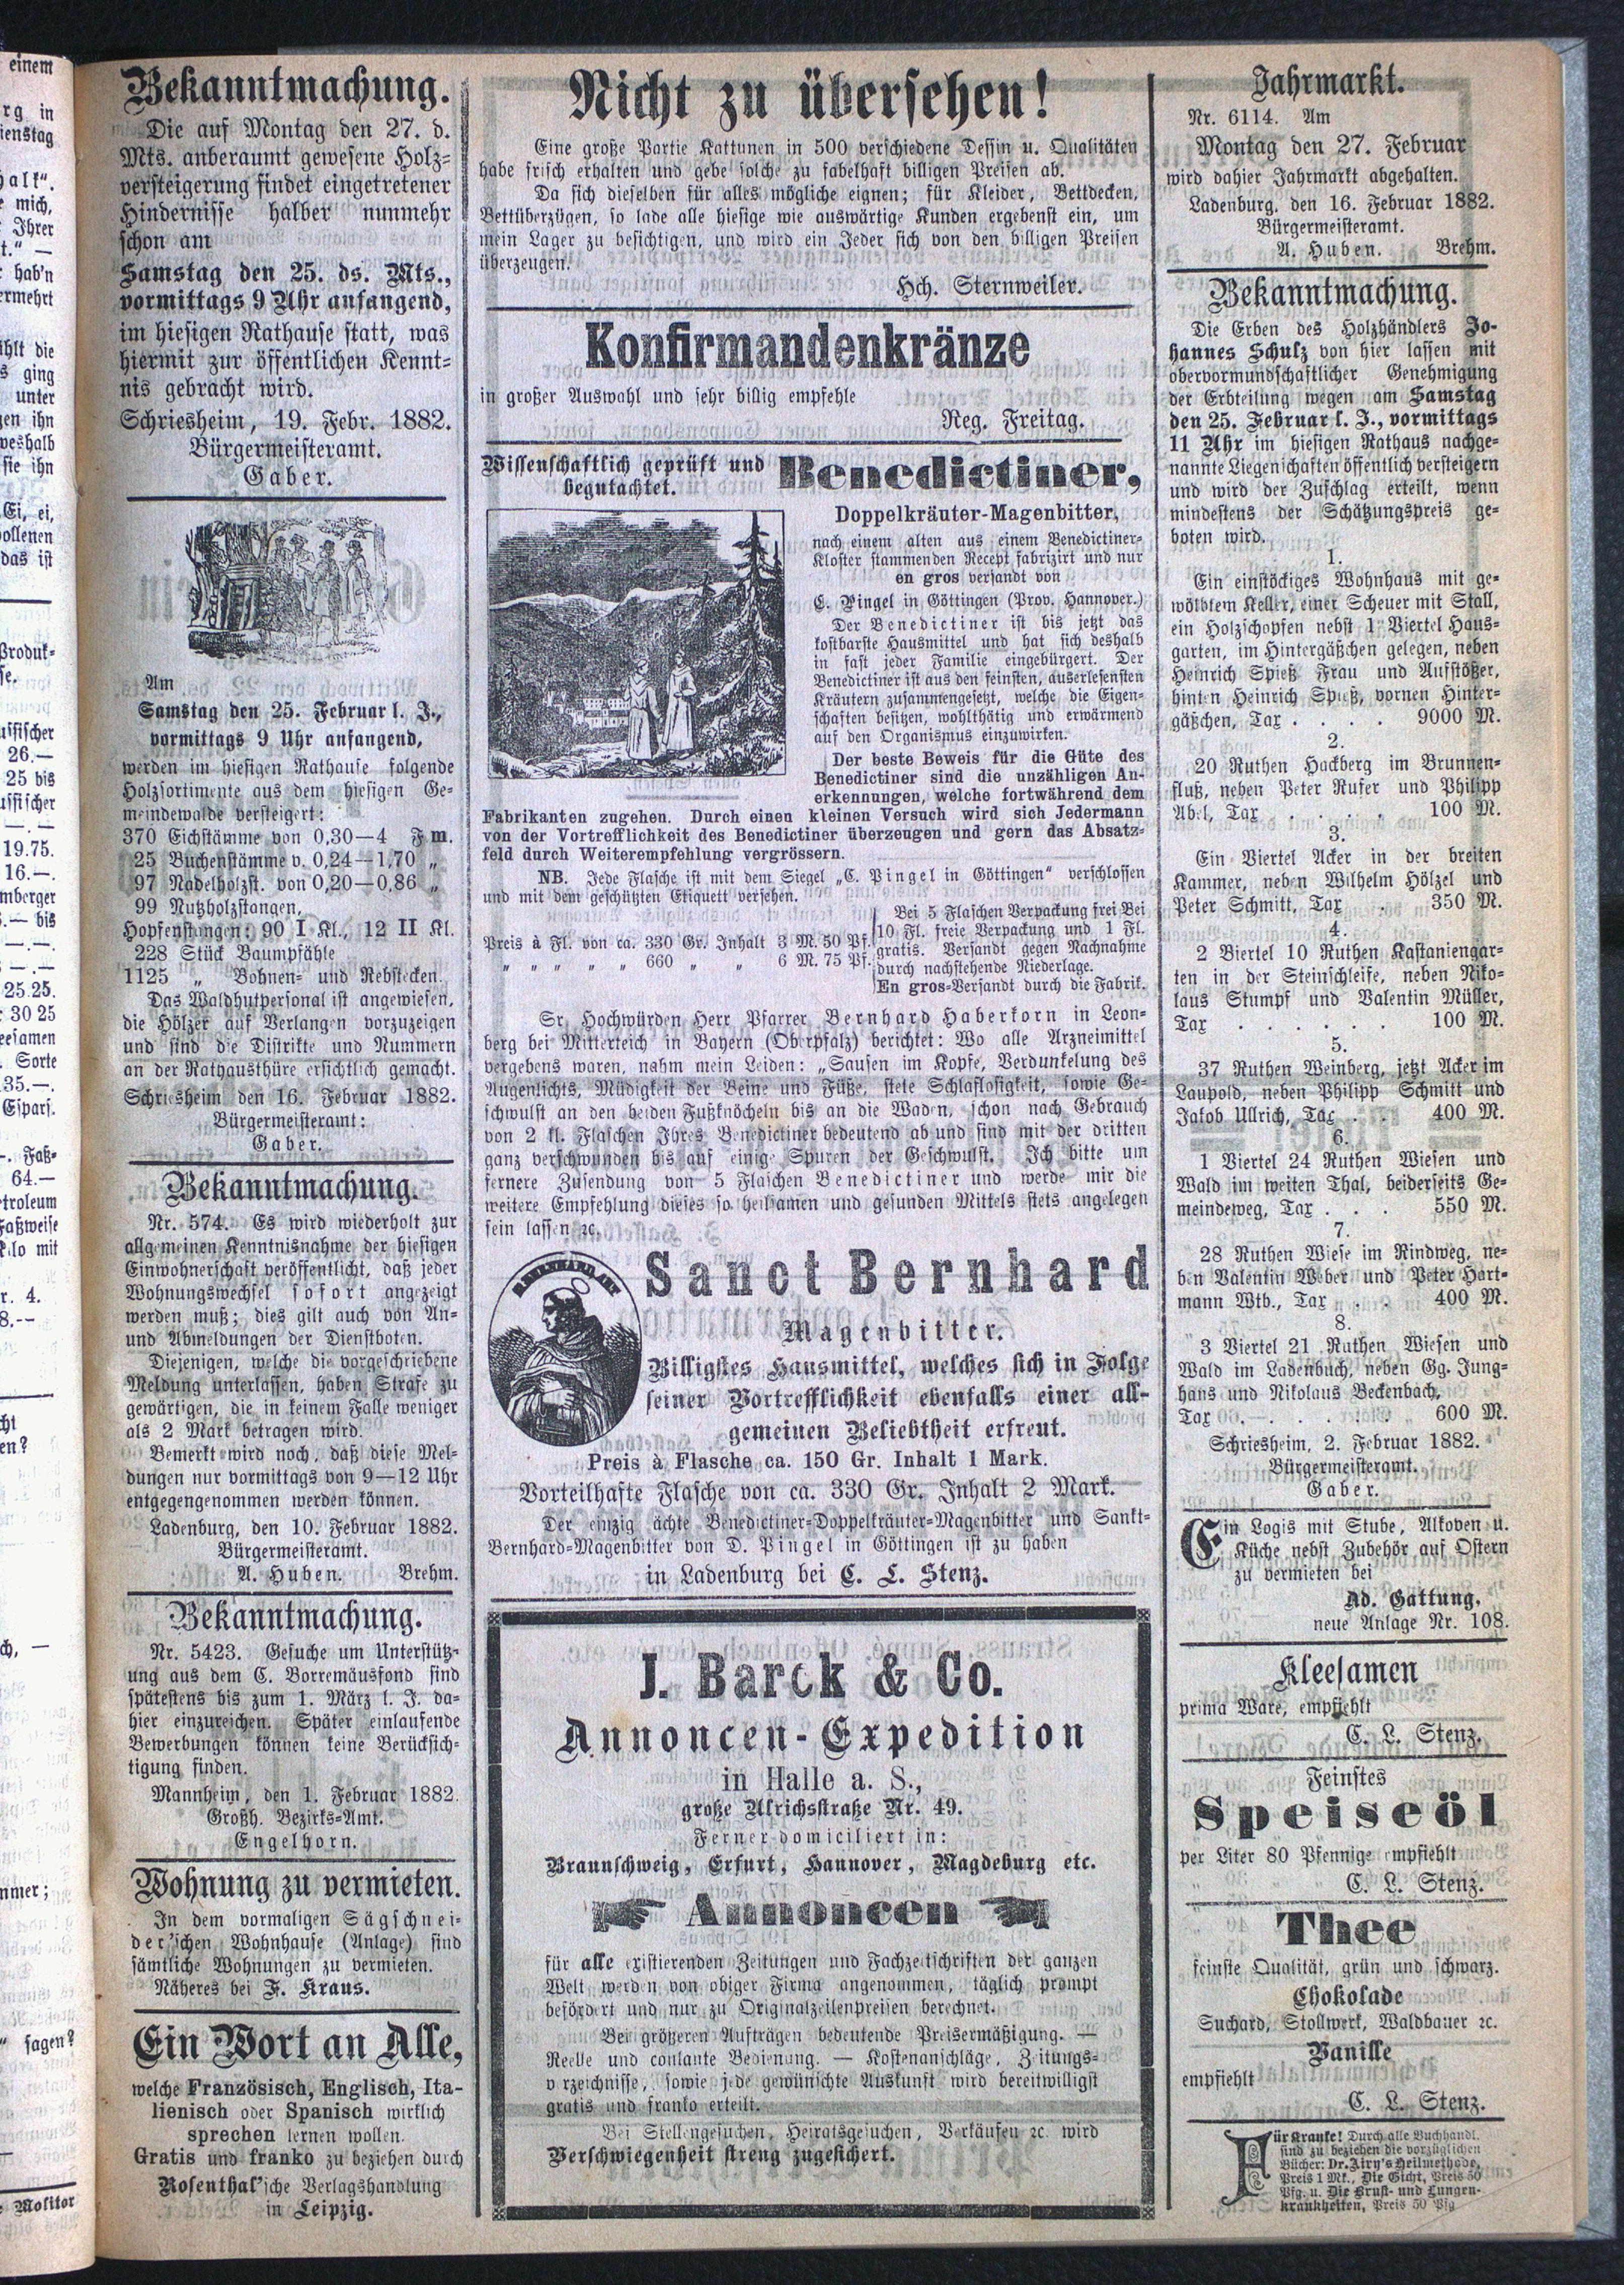 Bekanntmachung.
Die auf Montag den 27. d.
Mts. anberaumt gewesene Holz-
versteigerung findet eingetretener
Hindernisse halber nunmehr
schon am
Samstag den 25. ds. Mts.,
vormittags 9 Uhr anfangend,
im hiesigen Rathause statt, was
hiermit zur öffentlichen Kennt-
nis gebracht wird.
Schriesheim, 19. Febr. 1882.
Bürgermeisteramt.
Gaber.
Am
Samstag den 25. Februar l. J.,
vormittags 9 Uhr anfangend,
werden im hiesigen Rathause folgende
Holzsortimente aus dem hiesigen Ge-
meindewalde versteigert:
370 Eichstämme von 0,30—4 Fm.
25 Buchenstämme v. 0,24—1,70 „
97 Nadelholzst. von 0,20—0,86 „
99 Nutzholzstangen,
Hopfenstangen: 90 I Kl., 12 II Kl.
228 Stück Baumpfähle
1125 „ Bohnen- und Rebstecken.
Das Waldhutpersonal ist angewiesen,
die Hölzer auf Verlangen vorzuzeigen
und sind die Distrikte und Nummern
an der Rathausthüre ersichtlich gemacht.
Schriesheim den 16. Februar 1882.
Bürgermeisteramt:
Gaber.
Bekanntmachung.
Nr. 574. Es wird wiederholt zur
allgemeinen Kenntnisnahme der hiesigen
Einwohnerschaft veröffentlicht, daß jeder
Wohnungswechsel sofort angezeigt
werden muß; dies gilt auch von An-
und Abmeldungen der Dienstboten.
Diejenigen, welche die vorgeschriebene
Meldung unterlassen, haben Strafe zu
gewärtigen, die in keinem Falle weniger
als 2 Mark betragen wird.
Bemerkt wird noch, daß diese Mel-
dungen nur vormittags von 9—12 Uhr
entgegengenommen werden können.
Ladenburg, den 10. Februar 1882.
Bürgermeisteramt.
A. Huben. Brehm.
Bekanntmachung.
Nr. 5423. Gesuche um Unterstütz-
ung aus dem C. Borremäusfond sind
spätestens bis zum 1. März l. J. da-
hier einzureichen. Später einlaufende
Bewerbungen können keine Berücksich-
tigung finden.
Mannheim, den 1. Februar 1882.
Großh. Bezirks-Amt.
Engelhorn.
Wohnung zu vermieten.
In dem vormaligen Sägschnei-
der'schen Wohnhause (Anlage) sind
sämtliche Wohnungen zu vermieten.
Näheres bei F. Kraus.
Ein Wort an Alle,
welche Französisch, Englisch, Ita-
lienisch oder Spanisch wirklich
sprechen lernen wollen.
Gratis und franko zu beziehen durch
Rosenthal'sche Verlagshandlung
in Leipzig.
Nicht zu übersehen!
Eine große Partie Kattunen in 500 verschiedene Dessin u. Qualitäten
habe frisch erhalten und gebe solche zu fabelhaft billigen Preisen ab.
Da sich dieselben für alles mögliche eignen; für Kleider, Bettdecken,
Bettüberzügen, so lade alle hiesige wie auswärtige Kunden ergebenst ein, um
mein Lager zu besichtigen, und wird ein Jeder sich von den billigen Preisen
überzeugen.
Hch. Sternweiler.
Konfirmandenkränze
in großer Auswahl und sehr billig empfehle
Reg. Freitag.
Wissenschaftlich geprüft und
begutachtet.
Benedictiner,
Doppelkräuter-Magenbitter,
nach einem alten aus einem Benedictiner-
Kloster stammenden Recept fabrizirt und nur
en gros versandt von
C. Pingel in Göttingen (Prov. Hannover.)
Der Benedictiner ist bis jetzt das
kostbarste Hausmittel und hat sich deshalb
in fast jeder Familie eingebürgert. Der
Benedictiner ist aus den feinsten, auserlesensten
Kräutern zusammengesetzt, welche die Eigen-
schaften besitzen, wohlthätig und erwärmend
auf den Organismus einzuwirken.
Der beste Beweis für die Güte des
Benedictiner sind die unzähligen An-
erkennungen, welche fortwährend dem
Fabrikanten zugehen. Durch einen kleinen Versuch wird sich Jedermann
von der Vortrefflichkeit des Benedictiner überzeugen und gern das Absatz-
feld durch Weiterempfehlung vergrössern.
NB. Jede Flasche ist mit dem Siegel „C. Pingel in Göttingen“ verschlossen
und mit dem geschützten Etiquett versehen.
Preis à Fl. von ca. 330 Gr. Inhalt 3 M. 50 Pf.
„ „ „ „ „ 660 „ „ 6 M. 75 Pf.
Bei 5 Flaschen Verpackung frei Bei
10 Fl. freie Verpackung und 1 Fl.
gratis. Versandt gegen Nachnahme
durch nachstehende Niederlage.
En gros-Versandt durch die Fabrik.
Sr. Hochwürden Herr Pfarrer Bernhard Haberkorn in Leon-
berg bei Mitterteich in Bayern (Oberpfalz) berichtet: Wo alle Arzneimittel
vergebens waren, nahm mein Leiden: „Sausen im Kopfe, Verdunkelung des
Augenlichts, Müdigkeit der Beine und Füße, stete Schlaflosigkeit, sowie Ge-
schwulst an den beiden Fußknöcheln bis an die Waden, schon nach Gebrauch
von 2 kl. Flaschen Ihres Benedictiner bedeutend ab und sind mit der dritten
ganz verschwunden bis auf einige Spuren der Geschwulst. Ich bitte um
fernere Zusendung von 5 Flaschen Benedictiner und werde mir die
weitere Empfehlung dieses so heilsamen und gesunden Mittels stets angelegen
sein lassen ꝛc.
BERNHARD ABT
Sanct Bernhard
Magenbitter.
Billigstes Hausmittel, welches sich in Folge
seiner Vortrefflichkeit ebenfalls einer all-
gemeinen Beliebtheit erfreut.
Preis à Flasche ca. 150 Gr. Inhalt 1 Mark.
Vorteilhafte Flasche von ca. 330 Gr. Inhalt 2 Mark.
Der einzig ächte Benedictiner-Doppelkräuter-Magenbitter und Sankt-
Bernhard-Magenbitter von D. Pingel in Göttingen ist zu haben
in Ladenburg bei C. L. Stenz.
J. Barck & Co.
Annoncen-Expedition
in Halle a. S.,
große Ulrichsstraße Nr. 49.
Ferner domiciliert in:
Braunschweig, Erfurt, Hannover, Magdeburg etc.
Annoncen
für alle existierenden Zeitungen und Fachzeitschriften der ganzen
Welt werden von obiger Firma angenommen, täglich prompt
befördert und nur zu Originalzeilenpreisen berechnet.
Bei größeren Aufträgen bedeutende Preisermäßigung. —
Reelle und coulante Bedienung. — Kostenanschläge, Zeitungs-
verzeichnisse, sowie jede gewünschte Auskunft wird bereitwilligst
gratis und franko erteilt.
Bei Stellengesuchen, Heiratsgesuchen, Verkäufen ꝛc. wird
Verschwiegenheit streng zugesichert.
Jahrmarkt.
Nr. 6114. Am
Montag den 27. Februar
wird dahier Jahrmarkt abgehalten.
Ladenburg, den 16. Februar 1882.
Bürgermeisteramt.
A. Huben. Brehm.
Bekanntmachung.
Die Erben des Holzhändlers Jo-
hannes Schulz von hier lassen mit
obervormundschaftlicher Genehmigung
der Erbteilung wegen am Samstag
den 25. Februar l. J., vormittags
11 Uhr im hiesigen Rathaus nachge-
nannte Liegenschaften öffentlich versteigern
und wird der Zuschlag erteilt, wenn
mindestens der Schätzungspreis ge-
boten wird.
1.
Ein einstöckiges Wohnhaus mit ge-
wölbtem Keller, einer Scheuer mit Stall,
ein Holzschopfen nebst 1 Viertel Haus-
garten, im Hintergäßchen gelegen, neben
Heinrich Spieß Frau und Aufstößer,
hinten Heinrich Spieß, vornen Hinter-
gäßchen, Tax . . . . 9000 M.
2.
20 Ruthen Hackberg im Brunnen-
fluß, neben Peter Rufer und Philipp
Abel, Tax . . . . 100 M.
3.
Ein Viertel Acker in der breiten
Kammer, neben Wilhelm Hölzel und
Peter Schmitt, Tax . 350 M.
4.
2 Viertel 10 Ruthen Kastaniengar-
ten in der Steinschleife, neben Niko-
laus Stumpf und Valentin Müller,
Tax . . . . . . 100 M.
5.
37 Ruthen Weinberg, jetzt Acker im
Laupold, neben Philipp Schmitt und
Jakob Ullrich, Tax . . 400 M.
6.
1 Viertel 24 Ruthen Wiesen und
Wald im weiten Thal, beiderseits Ge-
meindeweg, Tax . . . 550 M.
7.
28 Ruthen Wiese im Rindweg, ne-
ben Valentin Weber und Peter Hart-
mann Wtb., Tax . . 400 M.
8.
3 Viertel 21 Ruthen Wiesen und
Wald im Ladenbuch, neben Gg. Jung-
hans und Nikolaus Beckenbach,
Tax . . . . . . 600 M.
Schriesheim, 2. Februar 1882.
Bürgermeisteramt.
Gaber.
Ein Logis mit Stube, Alkoven u.
Küche nebst Zubehör auf Ostern
zu vermieten bei
Ad. Gattung,
neue Anlage Nr. 108.
Kleesamen
prima Ware, empfiehlt
C. L. Stenz.
Feinstes
Speiseöl
per Liter 80 Pfennige empfiehlt
C. L. Stenz.
Thee
feinste Qualität, grün und schwarz.
Chokolade
Suchard, Stollwerk, Waldbauer ꝛc.
Vanille
empfiehlt
C. L. Stenz.
Für Kranke! Durch alle Buchhandl.
sind zu beziehen die vorzüglichen
Bücher: Dr. Airy's Heilmethode,
Preis 1 Mk., Die Gicht, Preis 50
Pfg. u. Die Brust- und Lungen-
krankheiten, Preis 50 Pfg